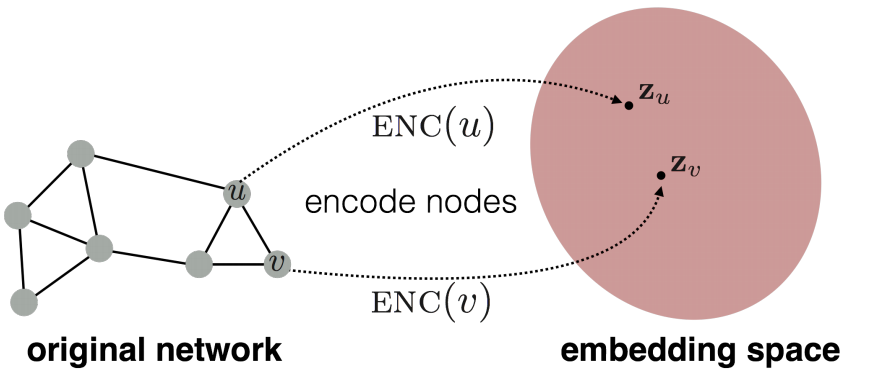 z_u
ENC(u)
u
z_v
encode nodes
v
ENC(v)
original network
embedding space